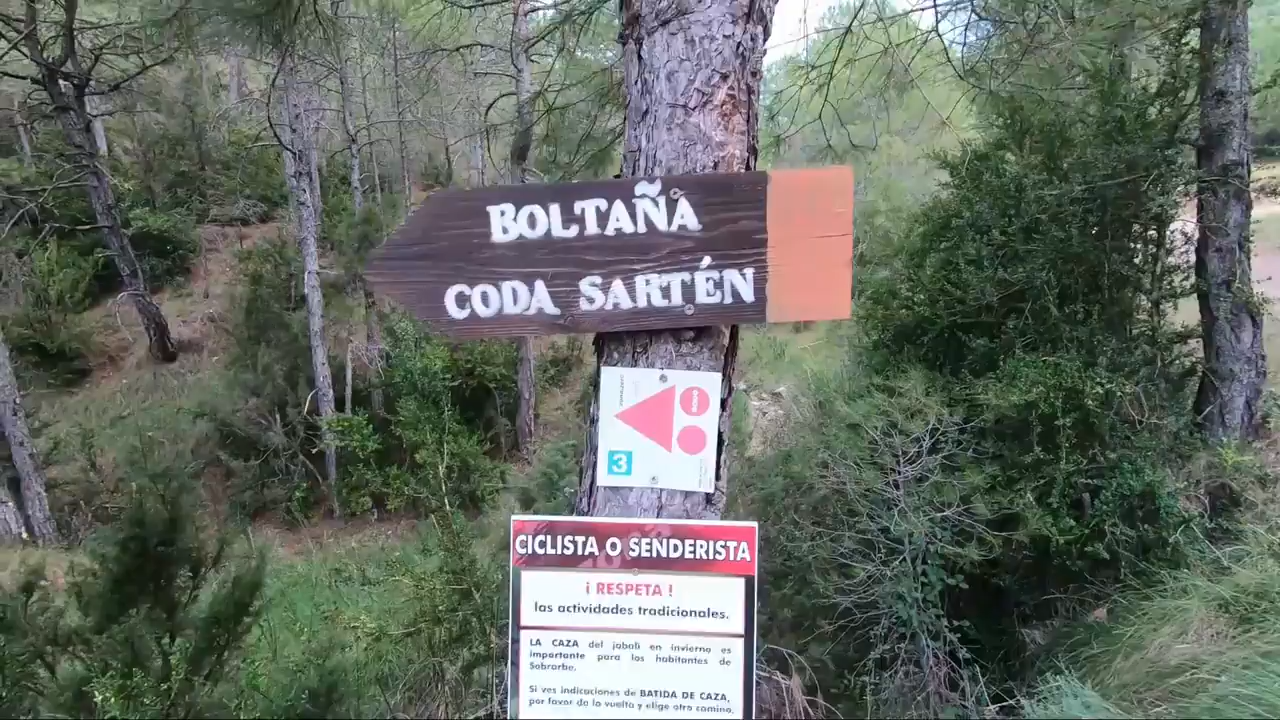 BOLTAÑA
CODA SARTÉN
3
CICLISTA O SENDERISTA
¡ RESPETA !
las actividades tradicionales.
LA CAZA del jabalí en invierno es
importante para los habitantes de
Sobrarbe.
Si ves indicaciones de BATIDA DE CAZA,
por favor da la vuelta y elige otro camino.